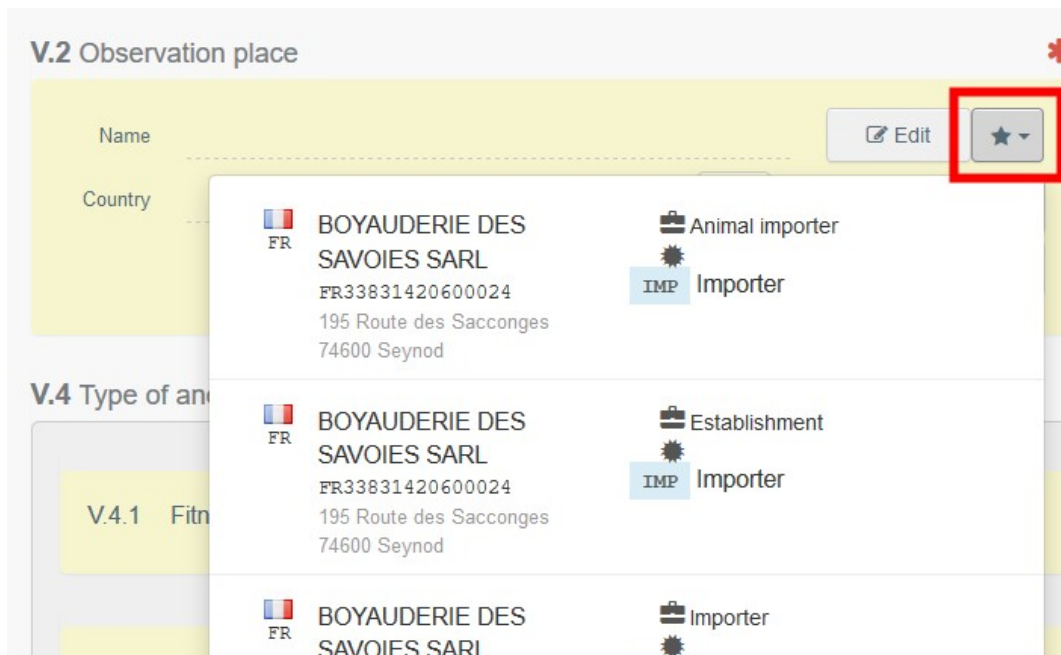 V.2 Observation place
Name
Edit
Country
FR
BOYAUDERIE DES
SAVOIES SARL
FR33831420600024
195 Route des Sacconges
74600 Seynod
Animal importer
IMP Importer
V.4 Type of an
FR
BOYAUDERIE DES
SAVOIES SARL
FR33831420600024
195 Route des Sacconges
74600 Seynod
Establishment
IMP Importer
V.4.1 Fitn
FR
BOYAUDERIE DES
SAVOIES SARL
Importer